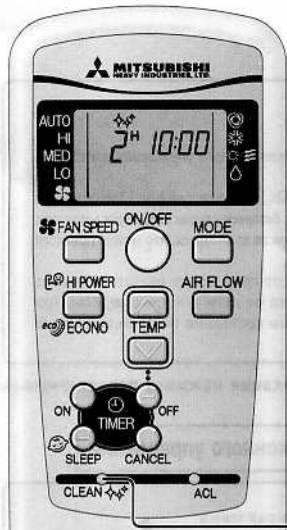 MITSUBISHI
HEAVY INDUSTRIES, LTD.
AUTO
HI
MED
LO
2H 10:00
FAN SPEED
ON/OFF
MODE
HI POWER
AIR FLOW
eco ECONO
TEMP
ON
TIMER
OFF
SLEEP
CANCEL
CLEAN
ACL